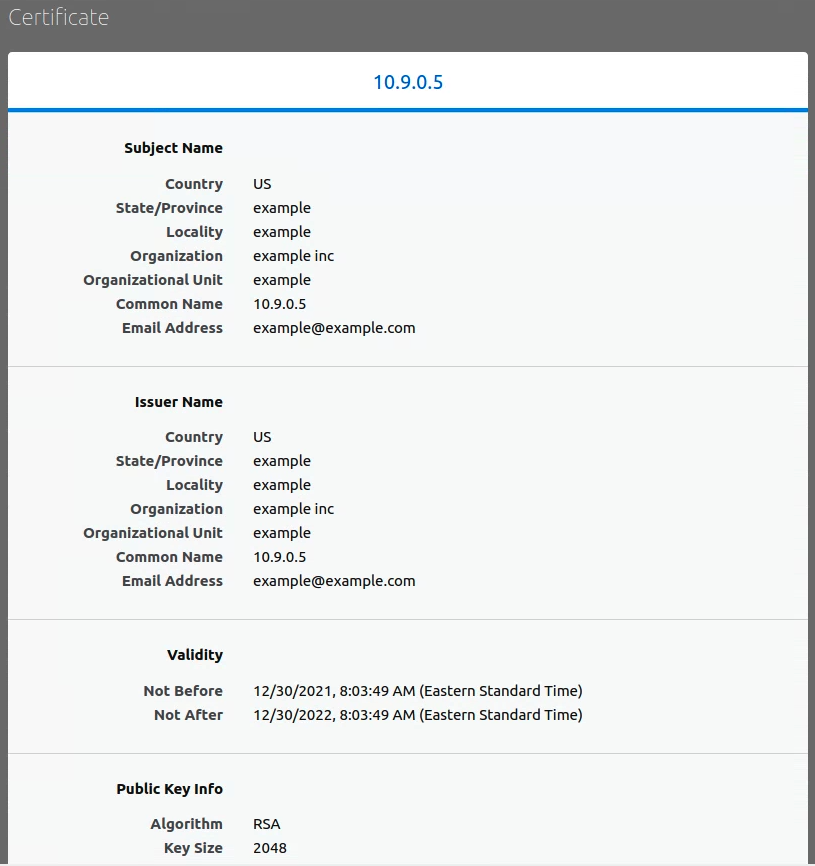 Certificate
10.9.0.5
Subject Name
Country US
State/Province example
Locality example
Organization example inc
Organizational Unit example
Common Name 10.9.0.5
Email Address example@example.com
Issuer Name
Country US
State/Province example
Locality example
Organization example inc
Organizational Unit example
Common Name 10.9.0.5
Email Address example@example.com
Validity
Not Before 12/30/2021, 8:03:49 AM (Eastern Standard Time)
Not After 12/30/2022, 8:03:49 AM (Eastern Standard Time)
Public Key Info
Algorithm RSA
Key Size 2048